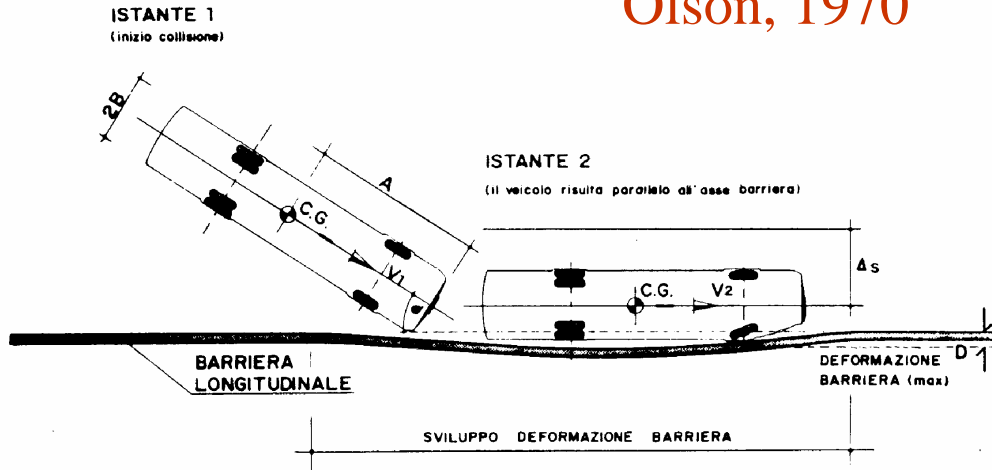 Olson, 1970
ISTANTE 1
(inizio collisione)
2B
A
C.G.
V1
ISTANTE 2
(il veicolo risulta parallelo all'asse barriera)
Δs
C.G.
V2
BARRIERA
LONGITUDINALE
D
DEFORMAZIONE
BARRIERA (max)
SVILUPPO DEFORMAZIONE BARRIERA